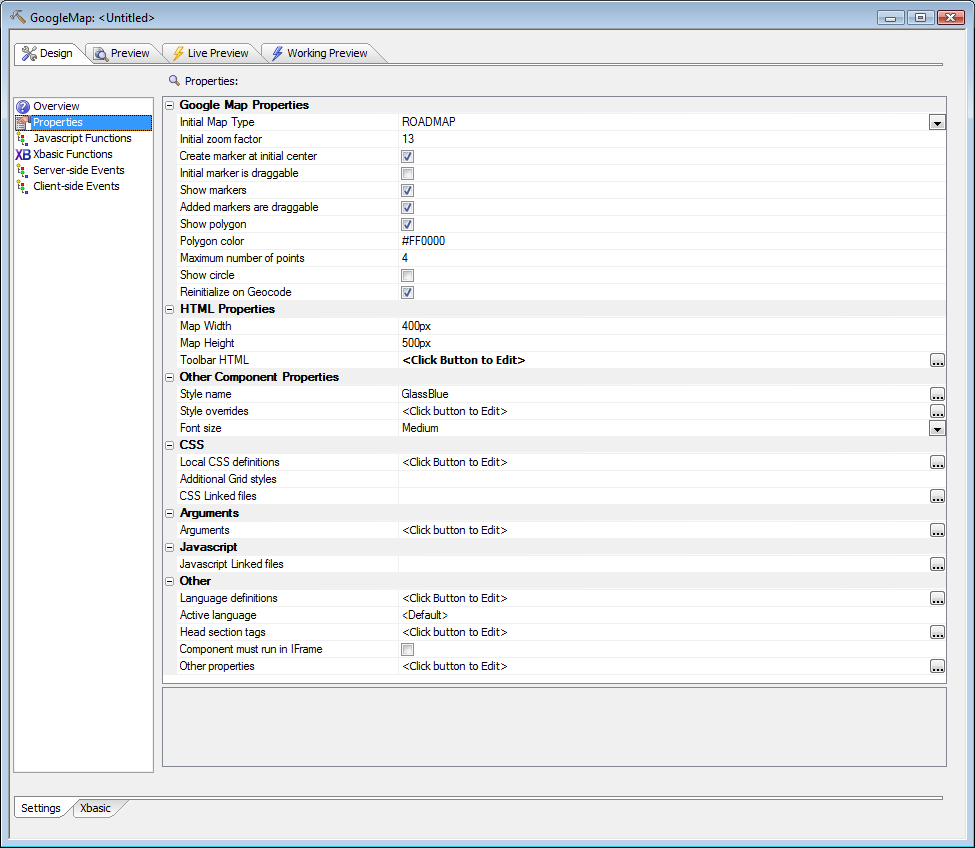 GoogleMap: <Untitled>
Design Preview Live Preview Working Preview
Properties:
Overview
Properties
Javascript Functions
XB Xbasic Functions
Server-side Events
Client-side Events
Google Map Properties
Initial Map Type ROADMAP
Initial zoom factor 13
Create marker at initial center
Initial marker is draggable
Show markers
Added markers are draggable
Show polygon
Polygon color #FF0000
Maximum number of points 4
Show circle
Reinitialize on Geocode
HTML Properties
Map Width 400px
Map Height 500px
Toolbar HTML <Click Button to Edit> ...
Other Component Properties
Style name GlassBlue ...
Style overrides <Click button to Edit> ...
Font size Medium
CSS
Local CSS definitions <Click Button to Edit> ...
Additional Grid styles
CSS Linked files ...
Arguments
Arguments <Click button to Edit> ...
Javascript
Javascript Linked files ...
Other
Language definitions <Click Button to Edit> ...
Active language <Default>
Head section tags <Click button to Edit> ...
Component must run in IFrame
Other properties <Click button to Edit> ...
Settings Xbasic